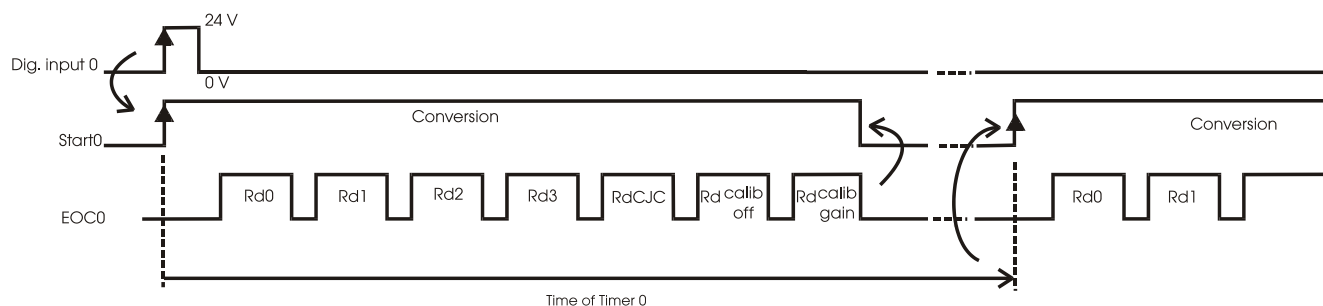 24 V
Dig. input 0
0 V
Conversion
Start0
Conversion
Rd0 Rd1 Rd2 Rd3 RdCJC Rd calib off Rd calib gain Rd0 Rd1
EOC0
Time of Timer 0